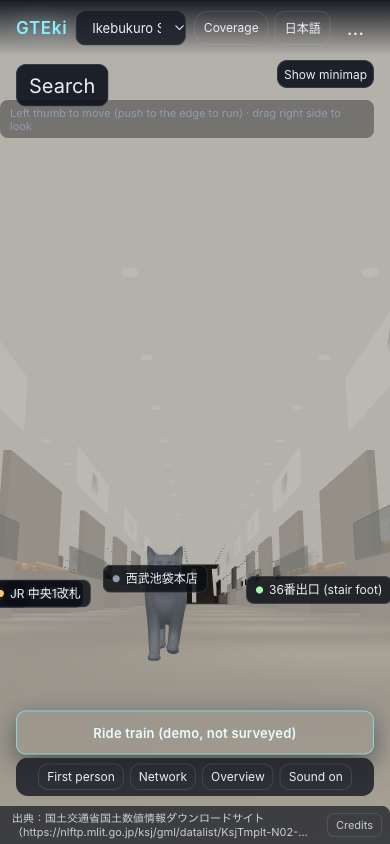 GTEki
Ikebukuro S
Coverage
日本語
...
Search
Show minimap
Left thumb to move (push to the edge to run) · drag right side to
look
西武池袋本店
JR 中央1改札
36番出口 (stair foot)
Ride train (demo, not surveyed)
First person
Network
Overview
Sound on
出典：国土交通省国土数値情報ダウンロードサイト
（https://nlftp.mlit.go.jp/ksj/gml/datalist/KsjTmplt-N02-...
Credits